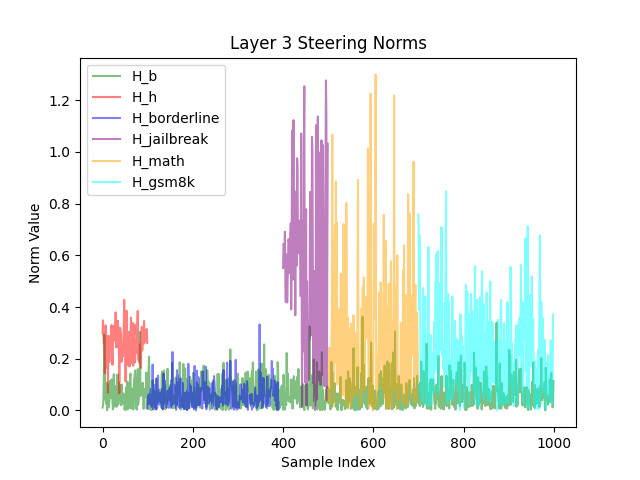 Layer 3 Steering Norms
H_b
H_h
H_borderline
H_jailbreak
H_math
H_gsm8k
Norm Value
1.2
1.0
0.8
0.6
0.4
0.2
0.0
0
200
400
600
800
1000
Sample Index